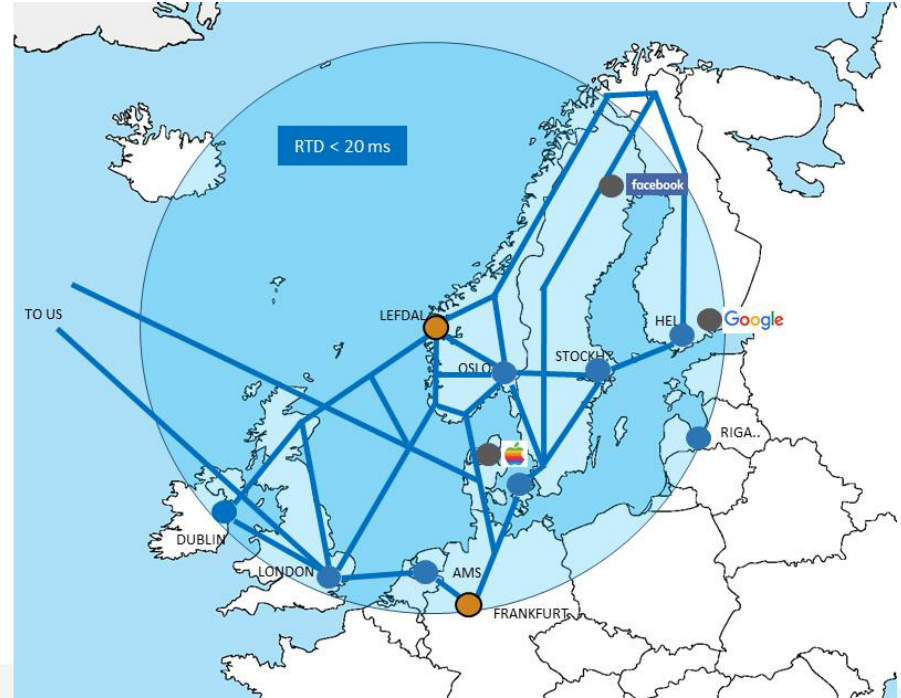 RTD < 20 ms
facebook
TO US
LEFDAL
HEL
Google
OSLO
STOCKH..
RIGA..
DUBLIN
LONDON
AMS
FRANKFURT